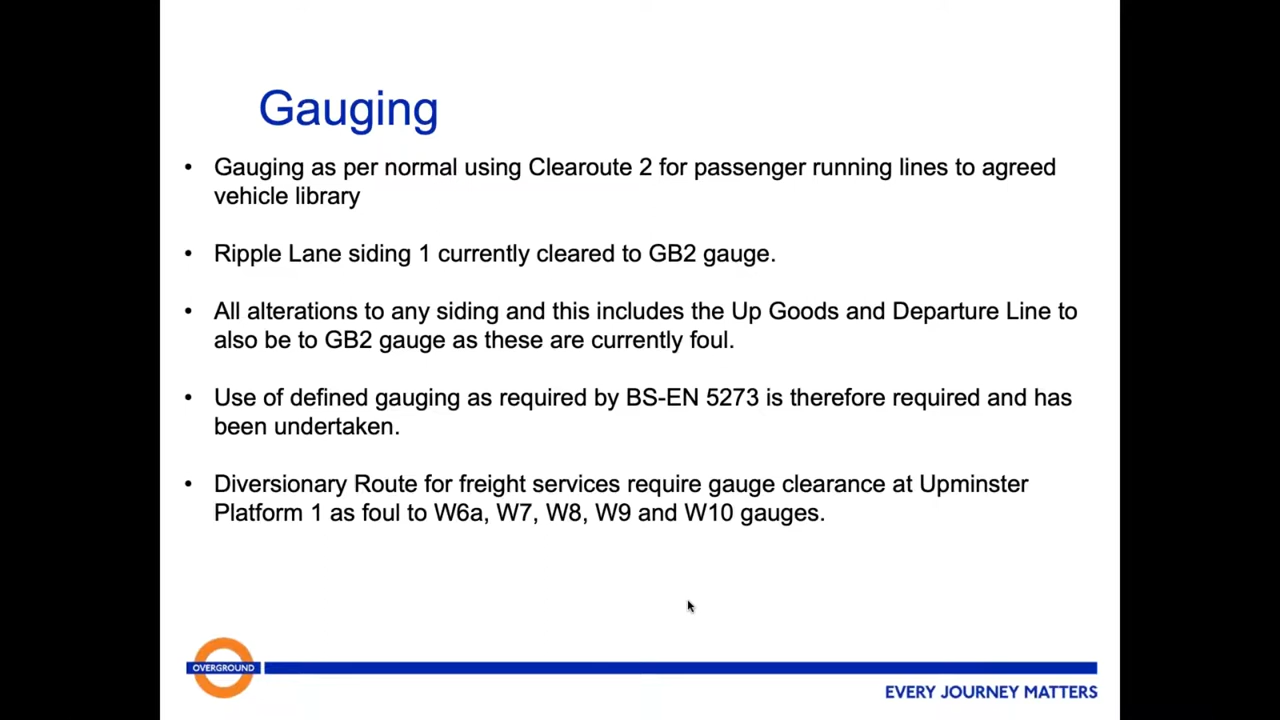 Gauging
• Gauging as per normal using Clearoute 2 for passenger running lines to agreed
vehicle library
• Ripple Lane siding 1 currently cleared to GB2 gauge.
• All alterations to any siding and this includes the Up Goods and Departure Line to
also be to GB2 gauge as these are currently foul.
• Use of defined gauging as required by BS-EN 5273 is therefore required and has
been undertaken.
• Diversionary Route for freight services require gauge clearance at Upminster
Platform 1 as foul to W6a, W7, W8, W9 and W10 gauges.
OVERGROUND
EVERY JOURNEY MATTERS